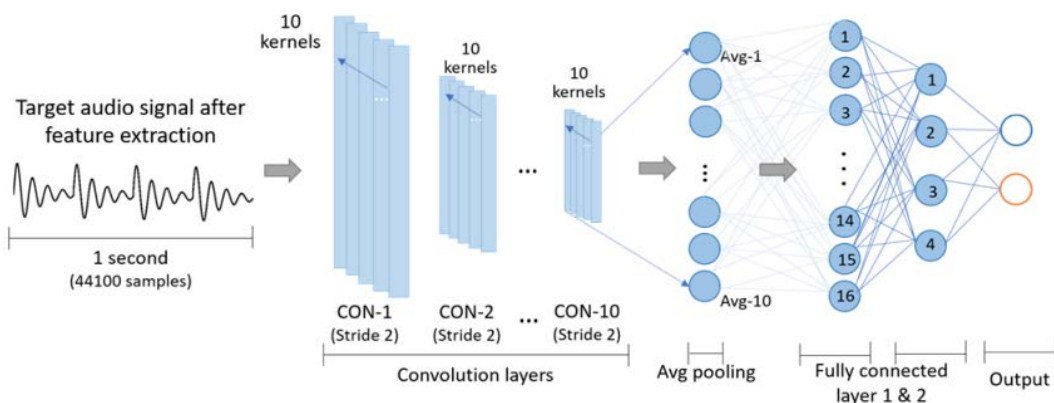 Target audio signal after
feature extraction
1 second
(44100 samples)
10
kernels
10
kernels
10
kernels
...
...
...
...
CON-1
(Stride 2)
CON-2
(Stride 2)
...
CON-10
(Stride 2)
Convolution layers
Avg-1
...
Avg-10
Avg pooling
1
2
3
...
14
15
16
1
2
3
4
Fully connected
layer 1 & 2
Output